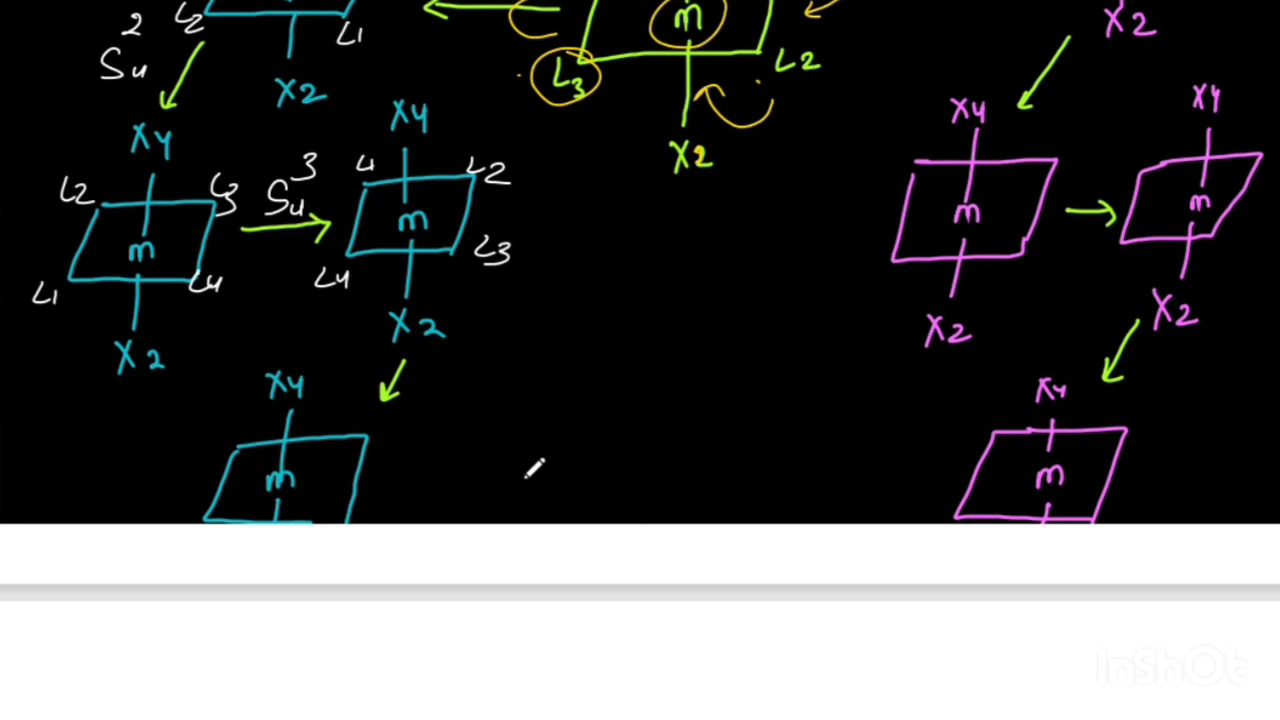 2 L2 L1 m X2
S4 L3 L2
X2 X4 X2
X4 X4 X4
L2 L3 S4 3 L1 L2
m m m m
L1 L4 L4 L3
X2 X2 X2 X2
X4 X4
m m
InShOt